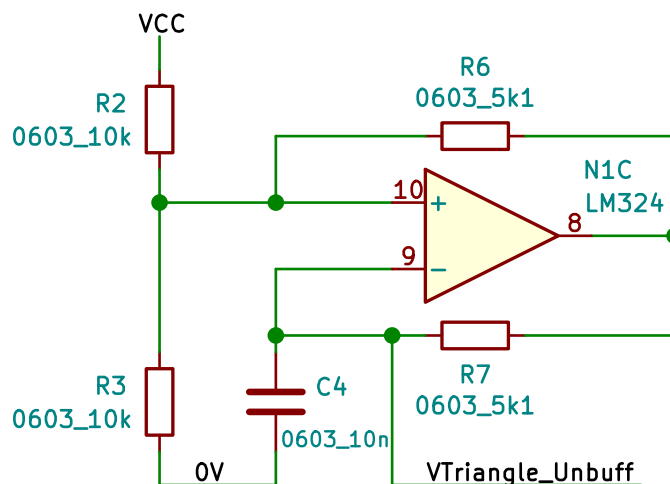 VCC
R2
0603_10k
R6
0603_5k1
N1C
LM324
10
+
8
9
−
R3
0603_10k
C4
0603_10n
R7
0603_5k1
0V
VTriangle_Unbuff